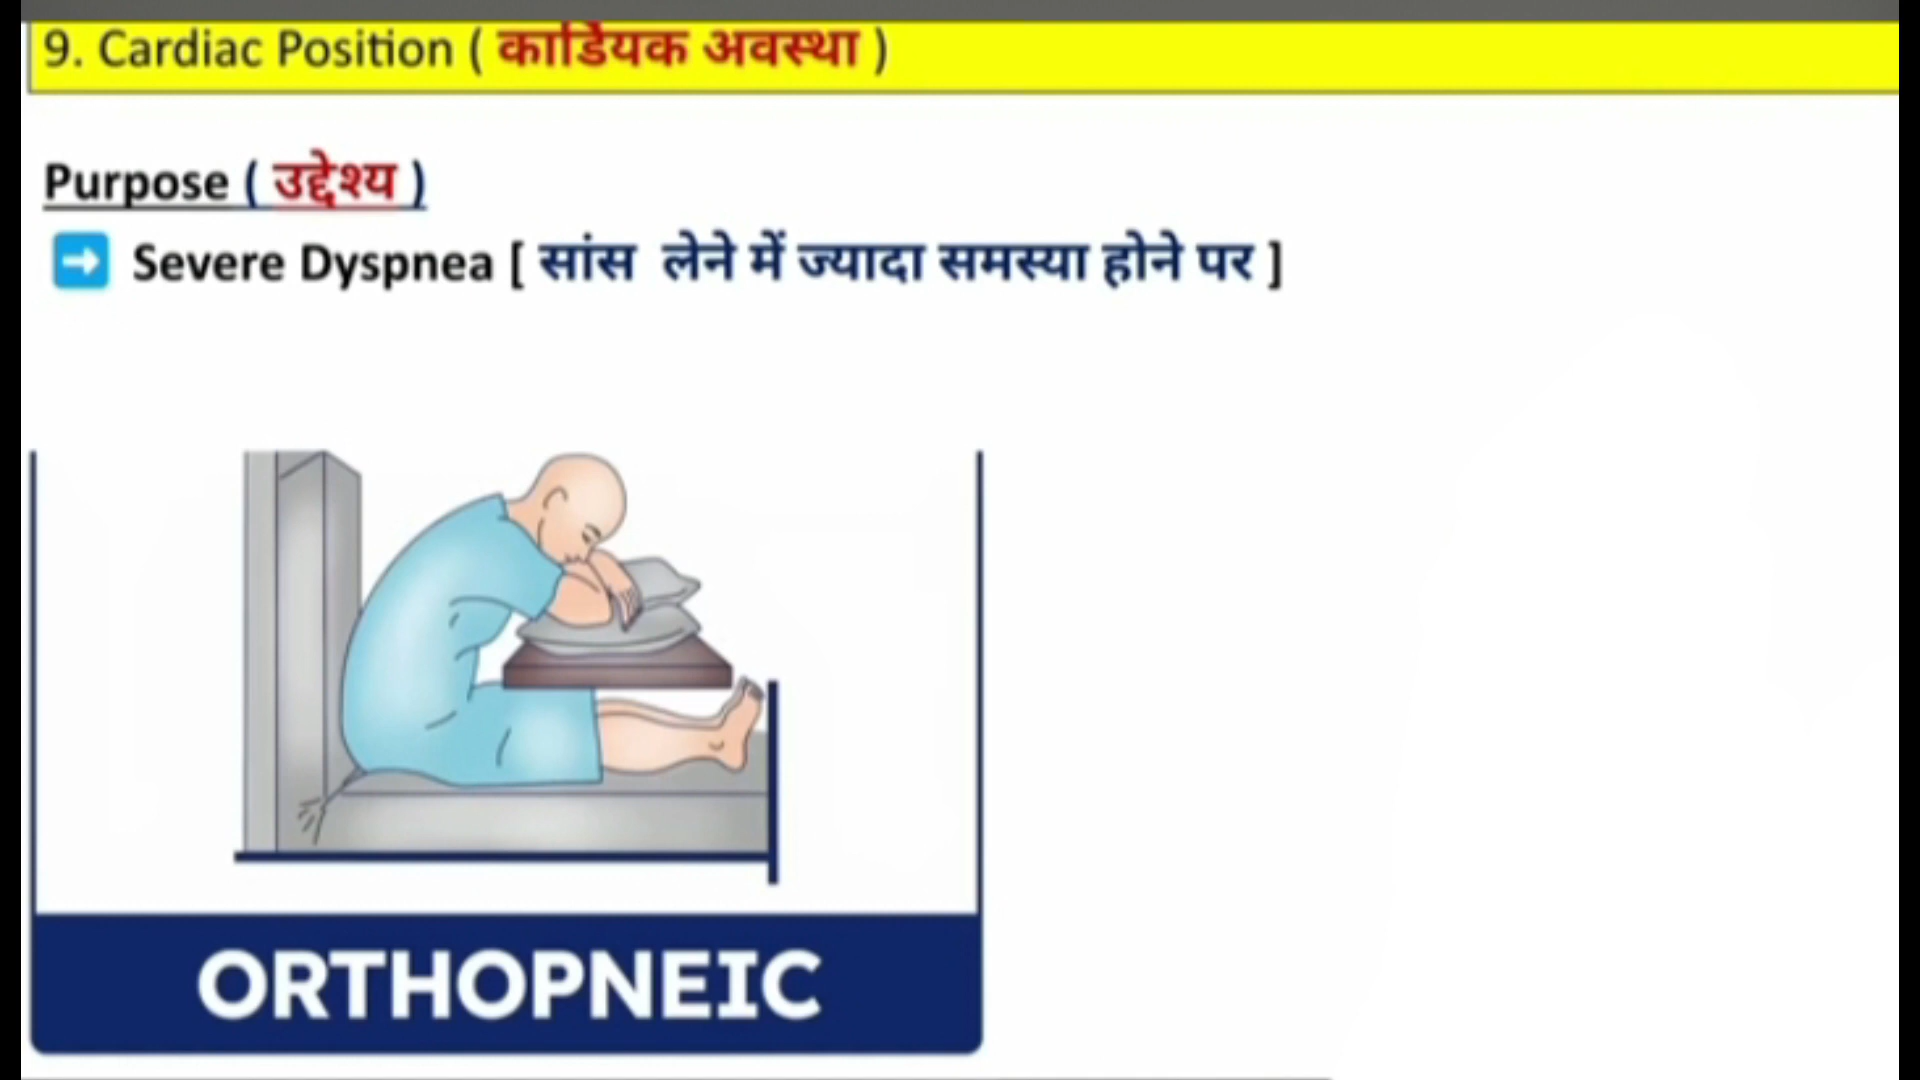 9. Cardiac Position ( कार्डियक अवस्था )
Purpose ( उद्देश्य )
Severe Dyspnea [ सांस लेने में ज्यादा समस्या होने पर ]
ORTHOPNEIC